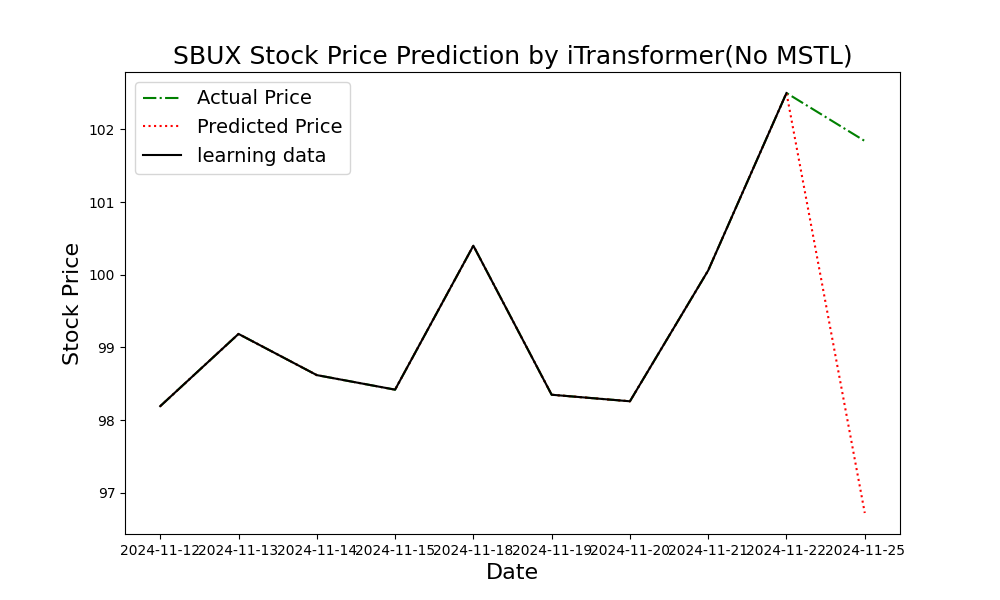 SBUX Stock Price Prediction by iTransformer(No MSTL)
Actual Price
Predicted Price
learning data
Stock Price
102
101
100
99
98
97
2024-11-12 2024-11-13 2024-11-14 2024-11-15 2024-11-18 2024-11-19 2024-11-20 2024-11-21 2024-11-22 2024-11-25
Date